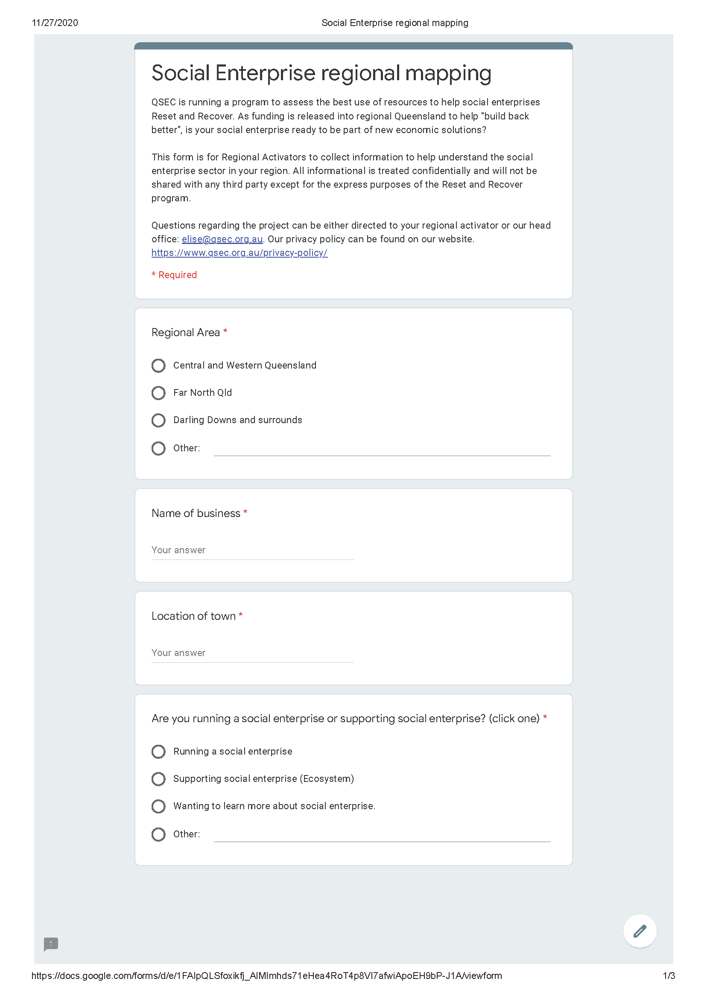 11/27/2020 Social Enterprise regional mapping
Social Enterprise regional mapping
QSEC is running a program to assess the best use of resources to help social enterprises
Reset and Recover. As funding is released into regional Queensland to help "build back
better", is your social enterprise ready to be part of new economic solutions?
This form is for Regional Activators to collect information to help understand the social
enterprise sector in your region. All informational is treated confidentially and will not be
shared with any third party except for the express purposes of the Reset and Recover
program.
Questions regarding the project can be either directed to your regional activator or our head
office: elise@qsec.org.au. Our privacy policy can be found on our website.
https://www.qsec.org.au/privacy-policy/
* Required
Regional Area *
Central and Western Queensland
Far North Qld
Darling Downs and surrounds
Other:
Name of business *
Your answer
Location of town *
Your answer
Are you running a social enterprise or supporting social enterprise? (click one) *
Running a social enterprise
Supporting social enterprise (Ecosystem)
Wanting to learn more about social enterprise.
Other:
https://docs.google.com/forms/d/e/1FAIpQLSfoxikfj_AIMImhds71eHea4RoT4p8VI7afwiApoEH9bP-J1A/viewform 1/3